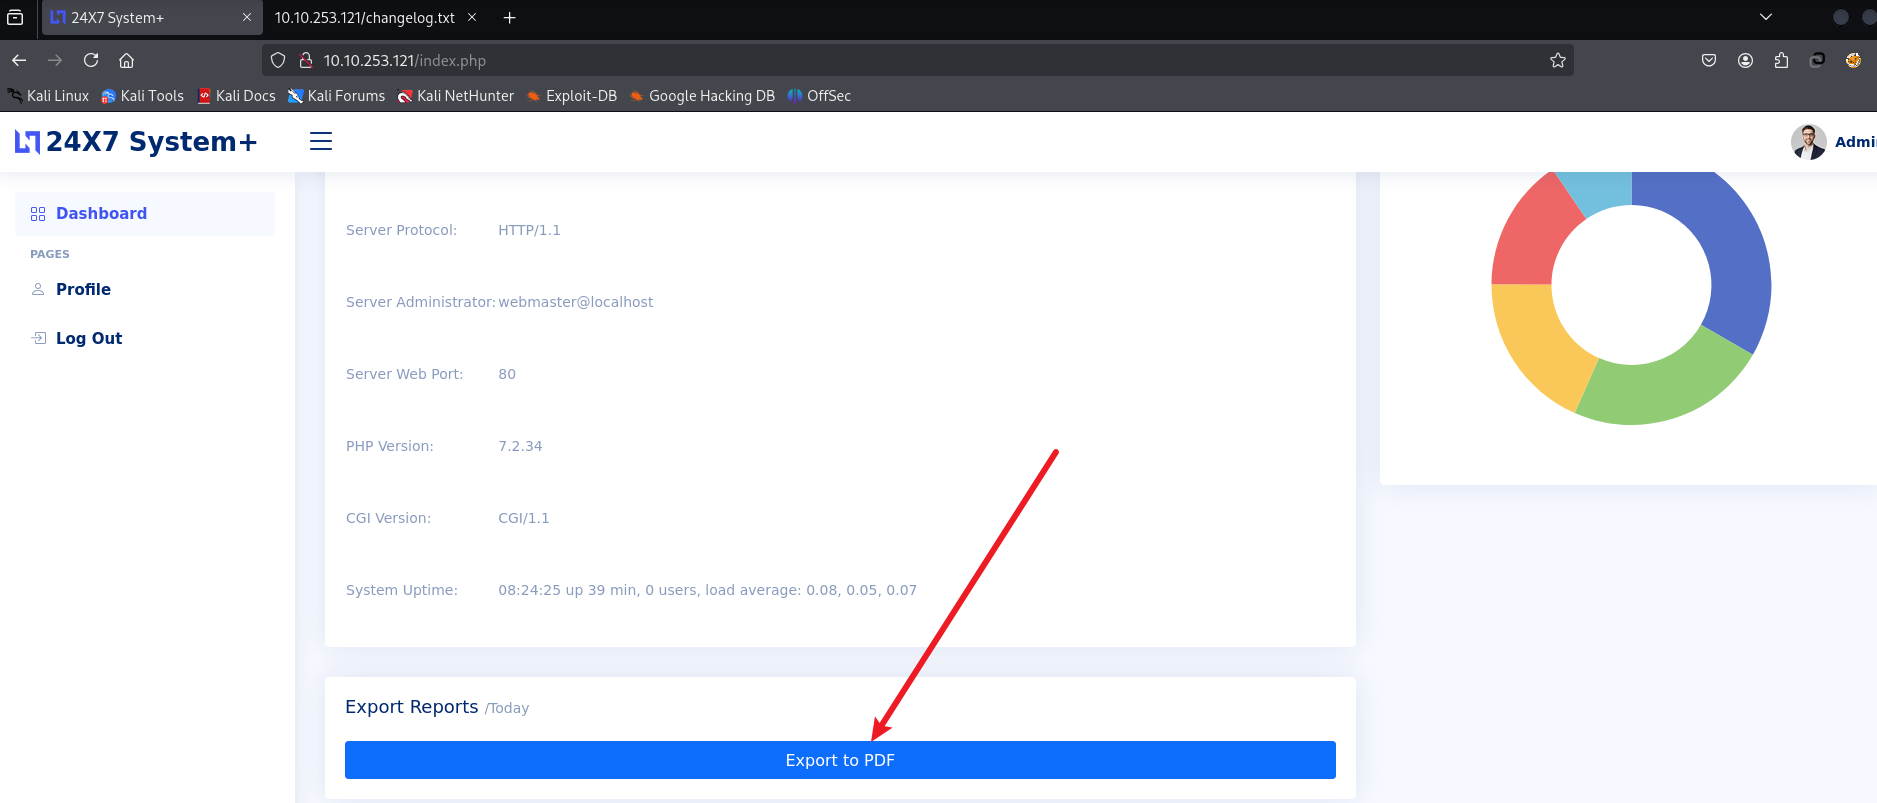 24X7 System+
10.10.253.121/changelog.txt
10.10.253.121/index.php
Kali Linux Kali Tools Kali Docs Kali Forums Kali NetHunter Exploit-DB Google Hacking DB OffSec
24X7 System+
Admi
Dashboard
PAGES
Profile
Log Out
Server Protocol: HTTP/1.1
Server Administrator: webmaster@localhost
Server Web Port: 80
PHP Version: 7.2.34
CGI Version: CGI/1.1
System Uptime: 08:24:25 up 39 min, 0 users, load average: 0.08, 0.05, 0.07
Export Reports /Today
Export to PDF